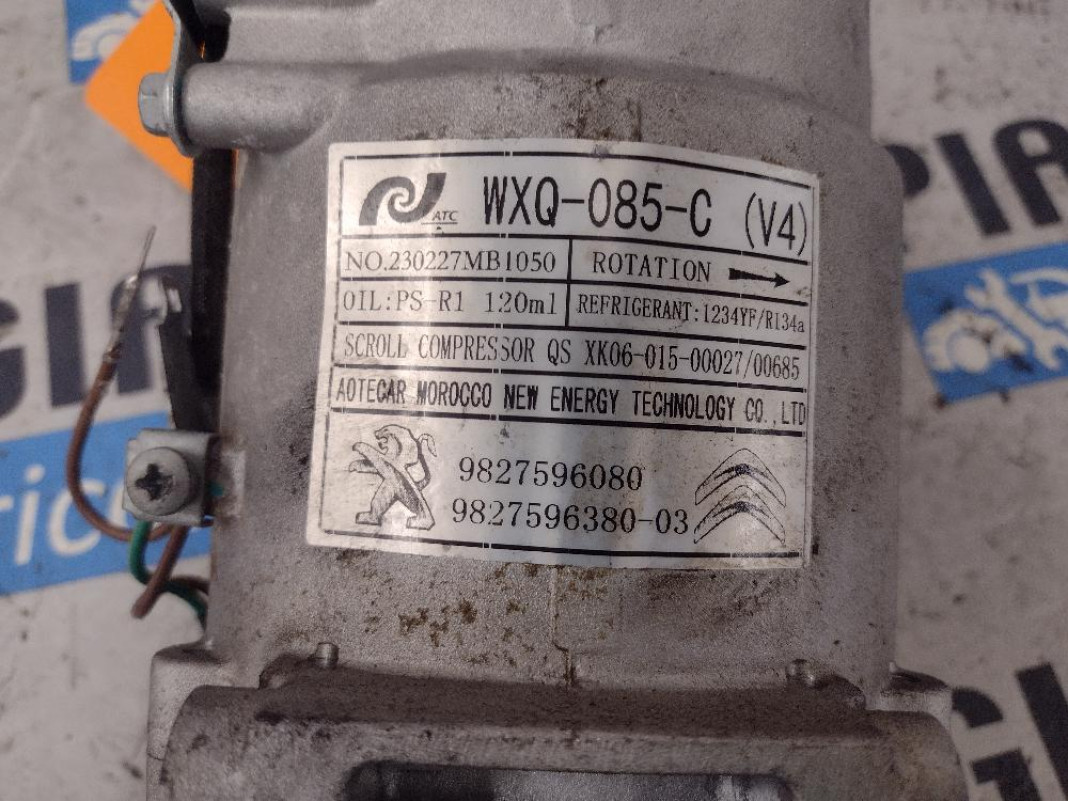 ATC WXQ-085-C (V4)
NO.230227MB1050 ROTATION
OIL:PS-R1 120ml REFRIGERANT:1234YF/R134a
SCROLL COMPRESSOR QS XK06-015-00027/00685
AOTECAR MOROCCO NEW ENERGY TECHNOLOGY CO.,LTD
9827596080
9827596380-03